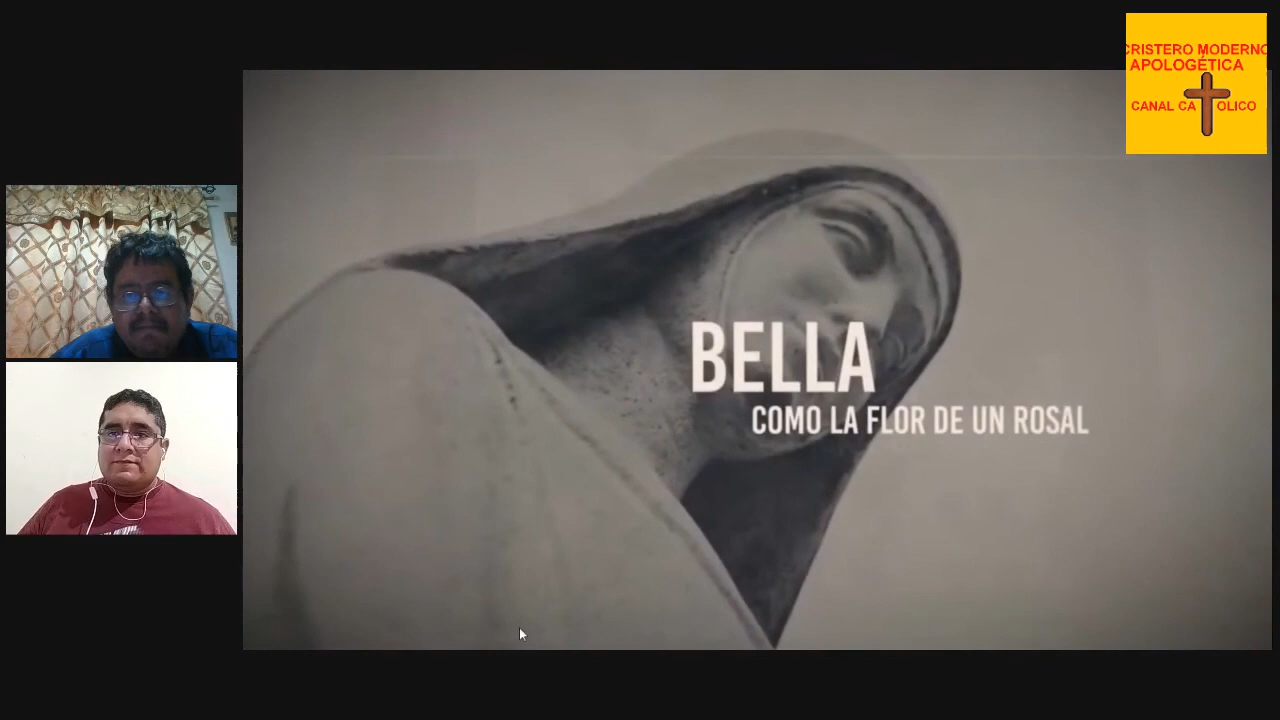 CRISTERO MODERNO
APOLOGÉTICA
CANAL CA OLICO
BELLA
COMO LA FLOR DE UN ROSAL